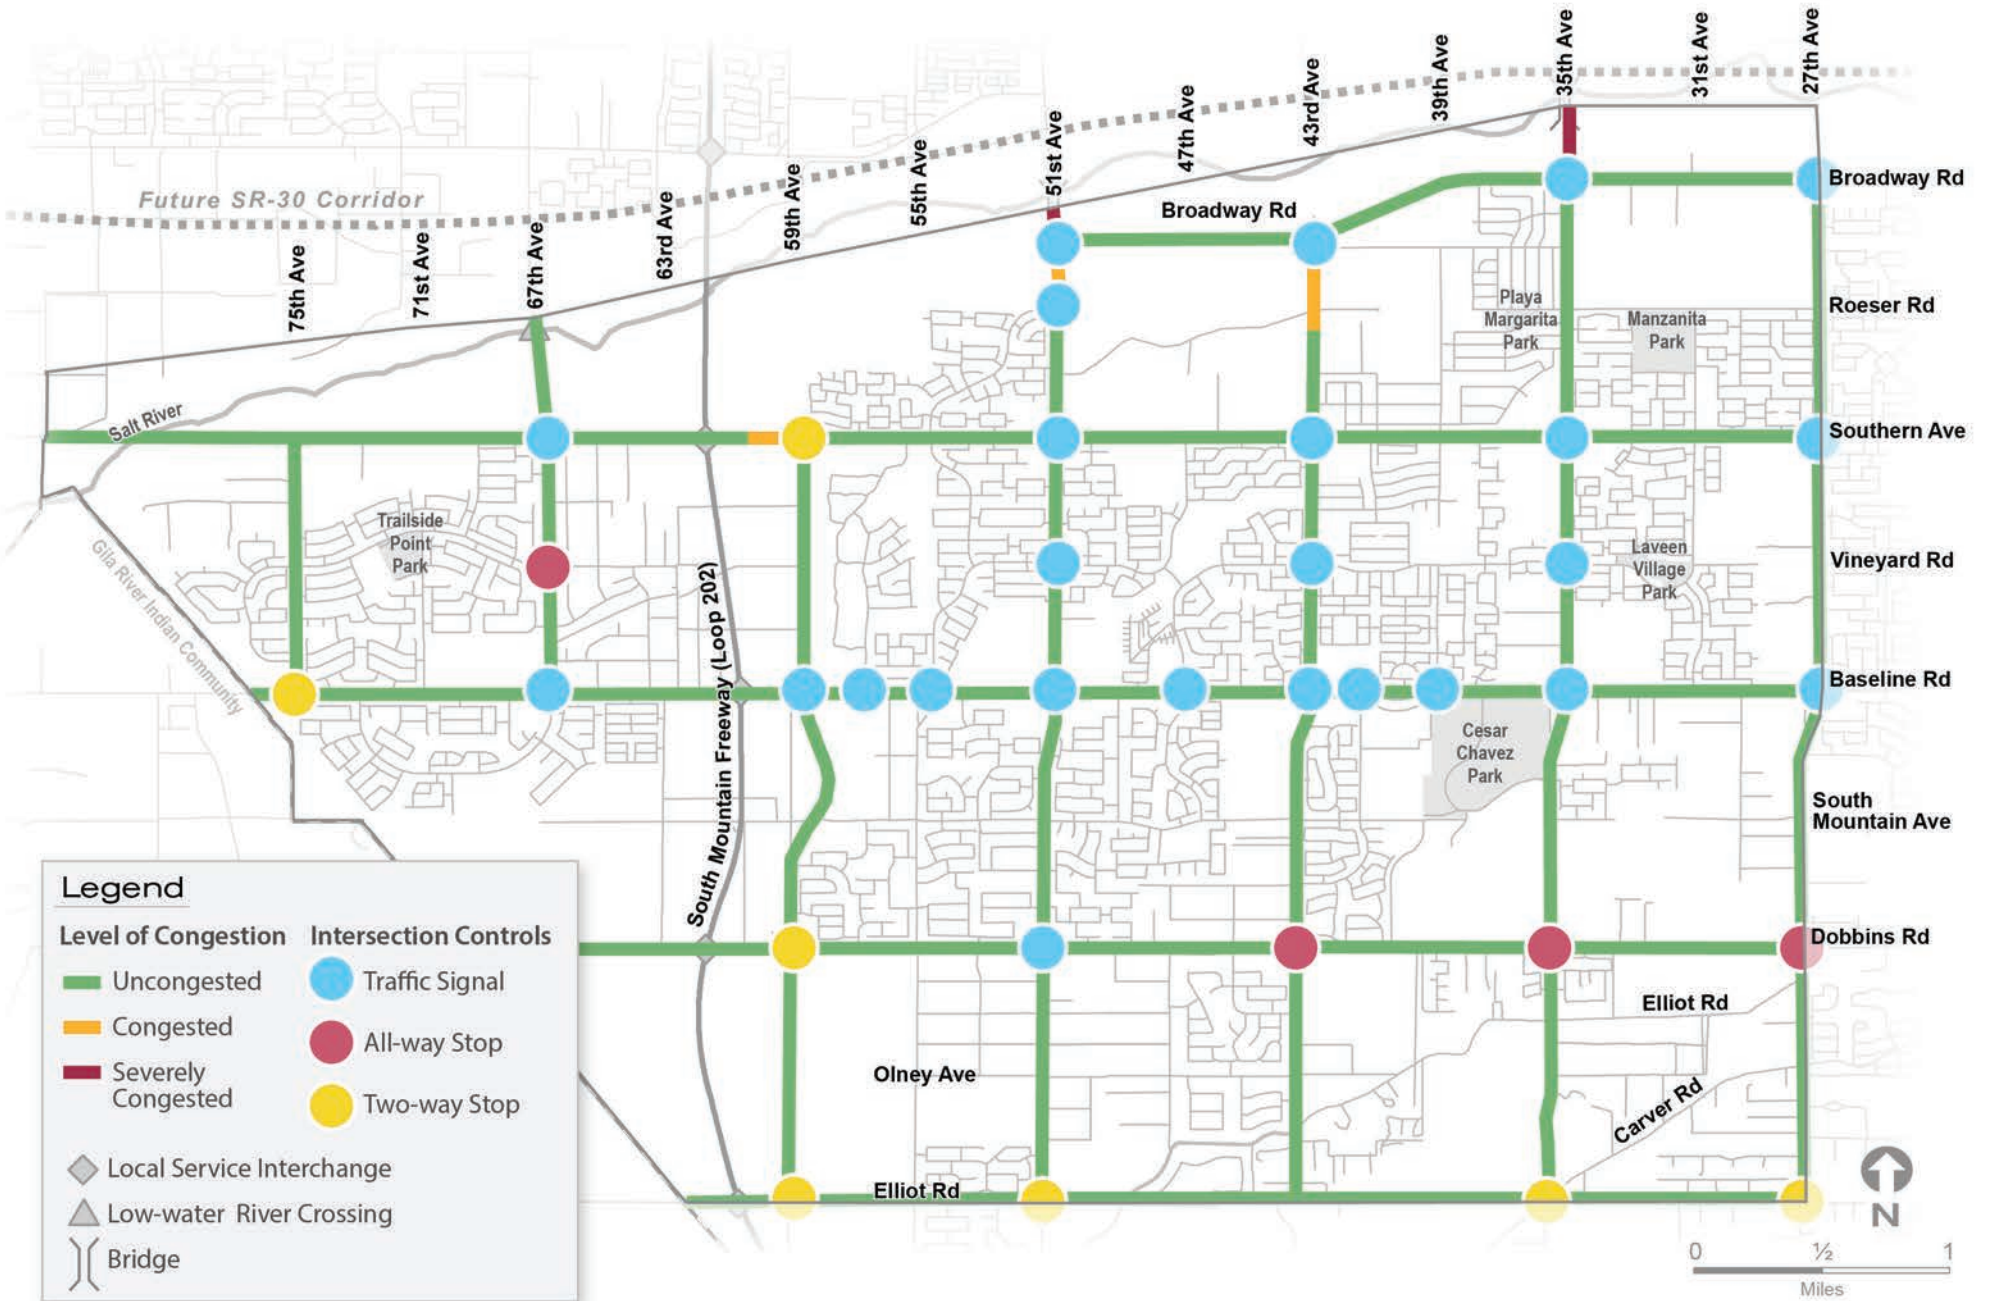 27th Ave
35th Ave
31st Ave
39th Ave
43rd Ave
47th Ave
51st Ave
55th Ave
59th Ave
63rd Ave
67th Ave
71st Ave
75th Ave
Future SR-30 Corridor
Broadway Rd
Broadway Rd
Playa
Margarita
Park
Manzanita
Park
Roeser Rd
Salt River
Southern Ave
Trailside
Point
Park
Laveen
Village
Park
Vineyard Rd
Gila River Indian Community
South Mountain Freeway (Loop 202)
Baseline Rd
Cesar
Chavez
Park
South
Mountain Ave
Dobbins Rd
Elliot Rd
Olney Ave
Carver Rd
Elliot Rd
Legend
Level of Congestion
Uncongested
Congested
Severely
Congested
Intersection Controls
Traffic Signal
All-way Stop
Two-way Stop
Local Service Interchange
Low-water River Crossing
Bridge
N
0 ½ 1
Miles